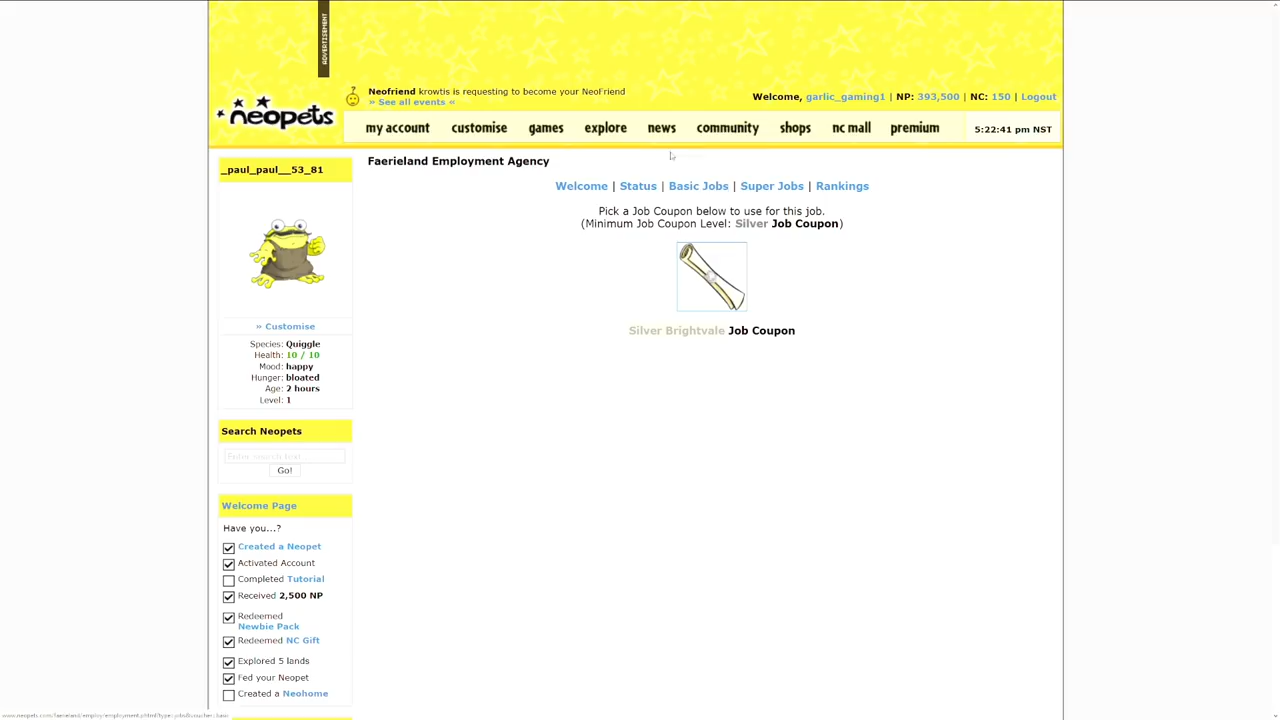 ADVERTISEMENT
Neofriend krowtis is requesting to become your NeoFriend
» See all events «
Welcome, garlic_gaming1 | NP: 393,500 | NC: 150 | Logout
neopets
my account customise games explore news community shops nc mall premium 5:22:41 pm NST
_paul_paul__53_81
Faerieland Employment Agency
Welcome | Status | Basic Jobs | Super Jobs | Rankings
Pick a Job Coupon below to use for this job.
(Minimum Job Coupon Level: Silver Job Coupon)
Silver Brightvale Job Coupon
» Customise
Species: Quiggle
Health: 10 / 10
Mood: happy
Hunger: bloated
Age: 2 hours
Level: 1
Search Neopets
Enter search text...
Go!
Welcome Page
Have you...?
Created a Neopet
Activated Account
Completed Tutorial
Received 2,500 NP
Redeemed
Newbie Pack
Redeemed NC Gift
Explored 5 lands
Fed your Neopet
Created a Neohome